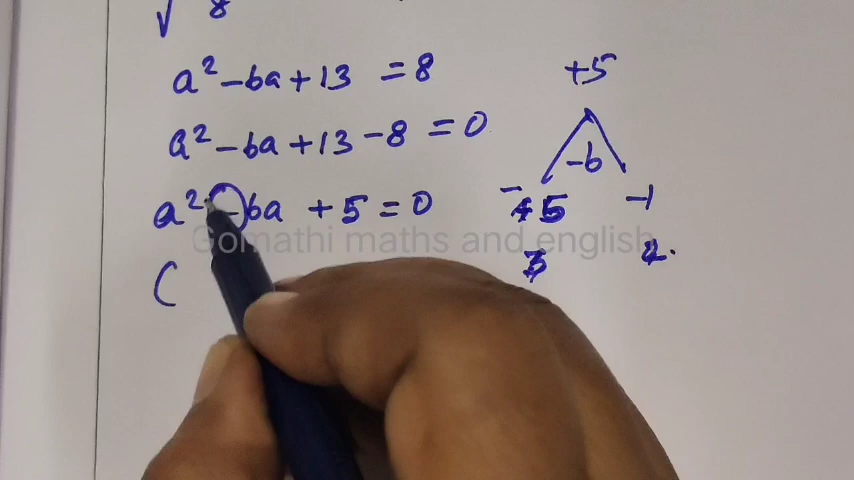 √8
a² - 6a + 13 = 8
+5
a² - 6a + 13 - 8 = 0
-6
a² - 6a + 5 = 0
-5 -1
Gomathi maths and english
(